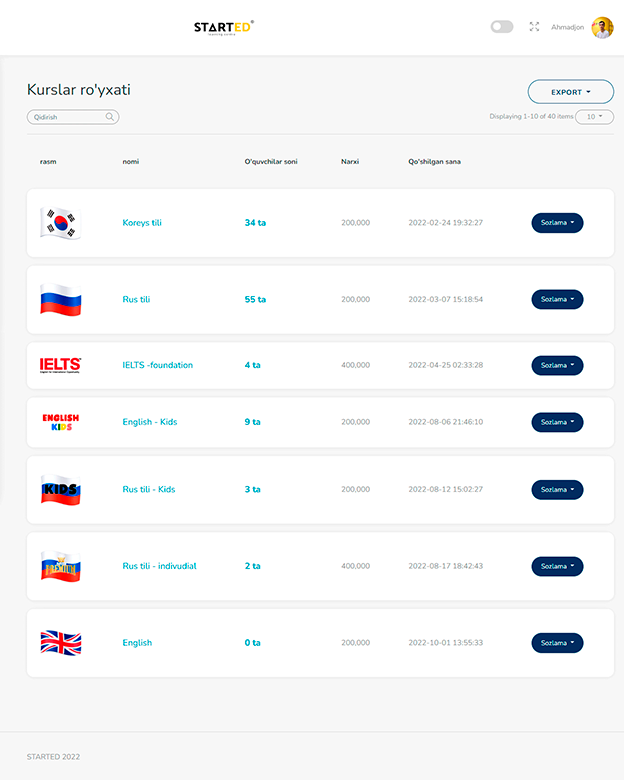 STARTED
learning centre
Ahmadjon
Kurslar ro'yxati
EXPORT
Qidirish
Displaying 1-10 of 40 items 10
rasm nomi O'quvchilar soni Narxi Qo'shilgan sana
Koreys tili 34 ta 200,000 2022-02-24 19:32:27 Sozlama
Rus tili 55 ta 200,000 2022-03-07 15:18:54 Sozlama
IELTS IELTS -foundation 4 ta 400,000 2022-04-25 02:33:28 Sozlama
ENGLISH KIDS English - Kids 9 ta 200,000 2022-08-06 21:46:10 Sozlama
KIDS Rus tili - Kids 3 ta 200,000 2022-08-12 15:02:27 Sozlama
Rus tili - indivudial 2 ta 400,000 2022-08-17 18:42:43 Sozlama
English 0 ta 200,000 2022-10-01 13:55:33 Sozlama
STARTED 2022